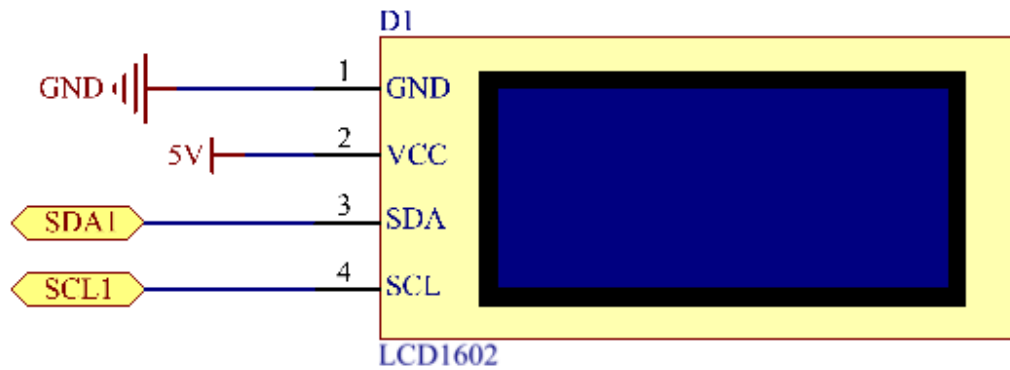 D1
GND 1 GND
5V 2 VCC
SDA1 3 SDA
SCL1 4 SCL
LCD1602